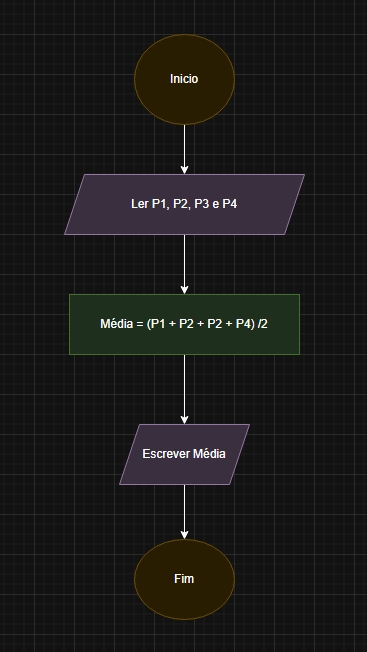 Inicio
Ler P1, P2, P3 e P4
Média = (P1 + P2 + P2 + P4) /2
Escrever Média
Fim